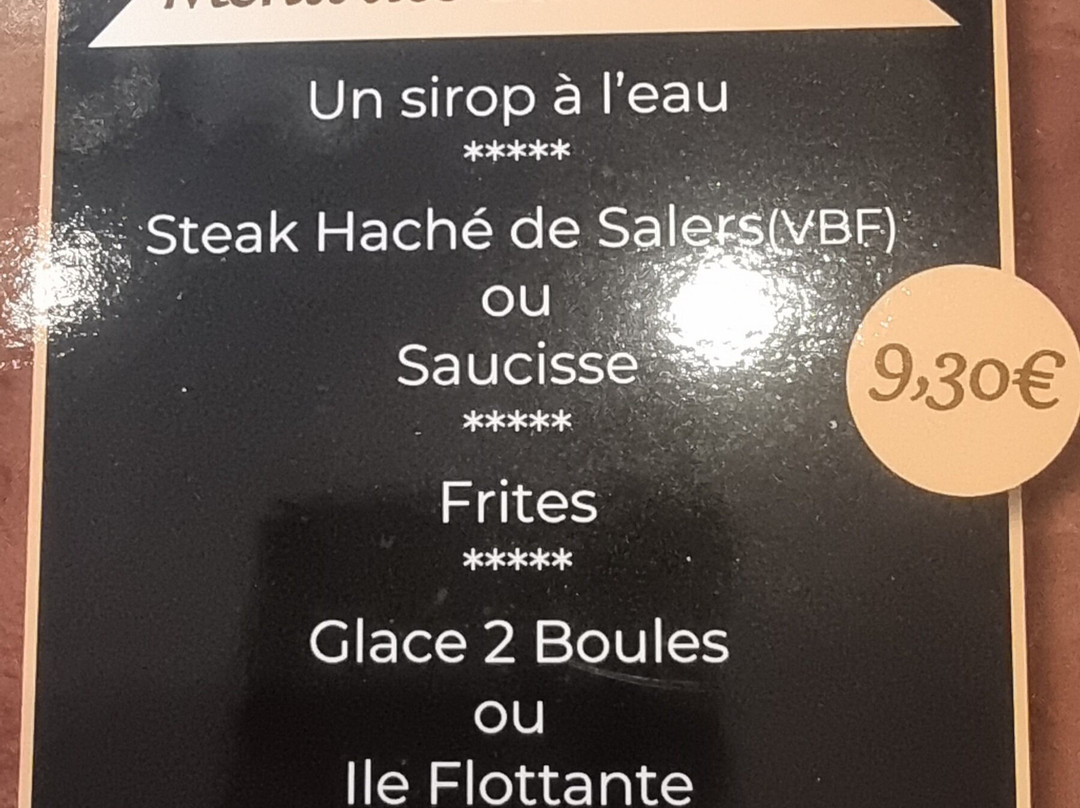 Un sirop à l'eau
*****
Steak Haché de Salers(VBF)
ou
Saucisse
9,30€
*****
Frites
*****
Glace 2 Boules
ou
Ile Flottante